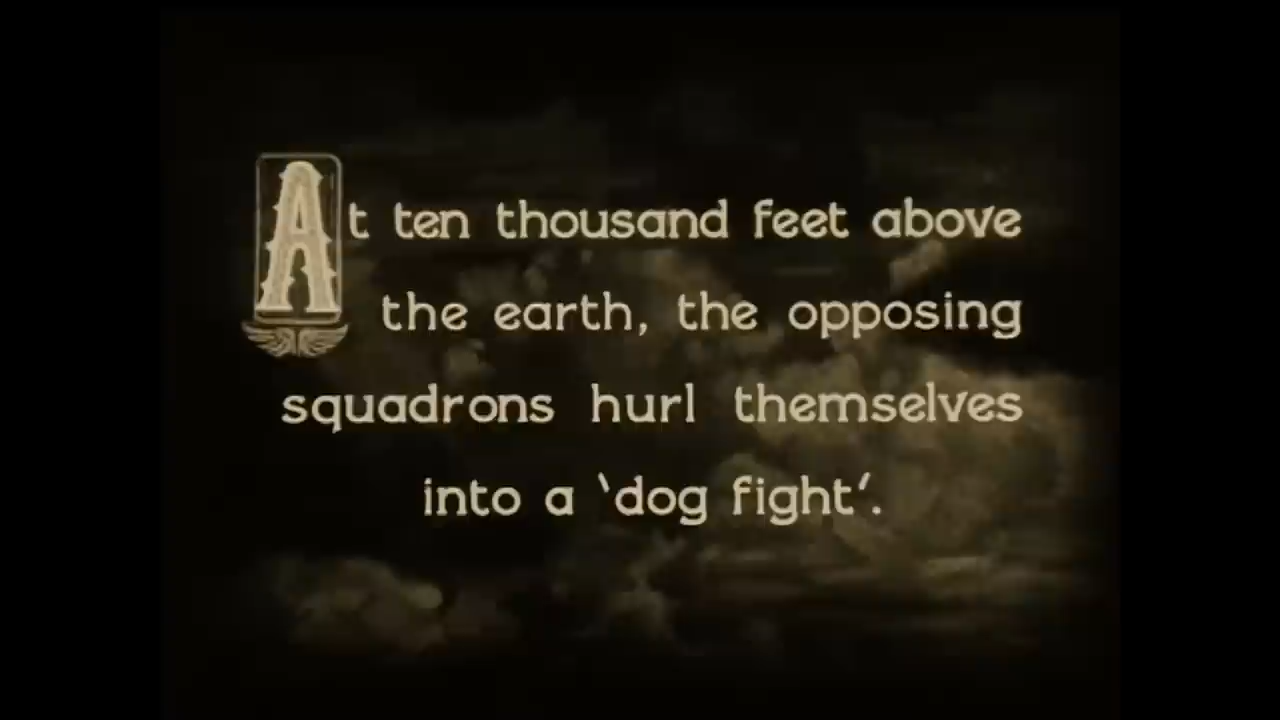 At ten thousand feet above
the earth, the opposing
squadrons hurl themselves
into a ‵dog fight′.